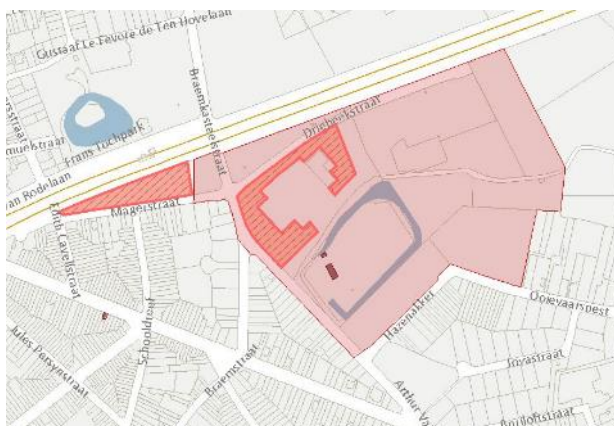 Gustaaf Le Fevere de Ten Hovelaan
Braemkasteelstraat
Driebeekstraat
Frans Tochpark
van Rodelaan
Magerstraat
Edith Cavellstraat
Schooldreef
Jules Persynstraat
Braemstraat
Hazenakker
Arthur Va
Ooievaarsnest